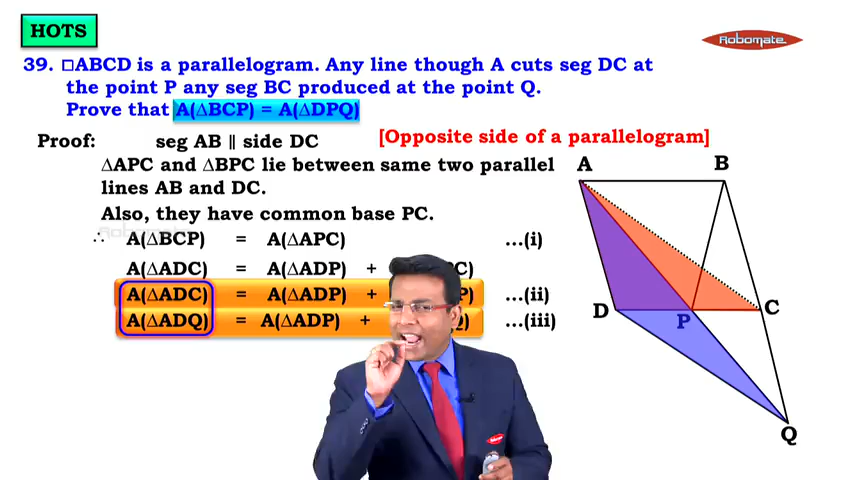 HOTS
ROBOMATE
39. □ABCD is a parallelogram. Any line though A cuts seg DC at
the point P any seg BC produced at the point Q.
Prove that A(∆BCP) = A(∆DPQ)
Proof: seg AB ∥ side DC [Opposite side of a parallelogram]
∆APC and ∆BPC lie between same two parallel
lines AB and DC.
Also, they have common base PC.
∴ A(∆BCP) = A(∆APC) ...(i)
A(∆ADC) = A(∆ADP) + C)
A(∆ADC) = A(∆ADP) + P) ...(ii)
A(∆ADQ) = A(∆ADP) + Q) ...(iii)
A B
D P C
Q